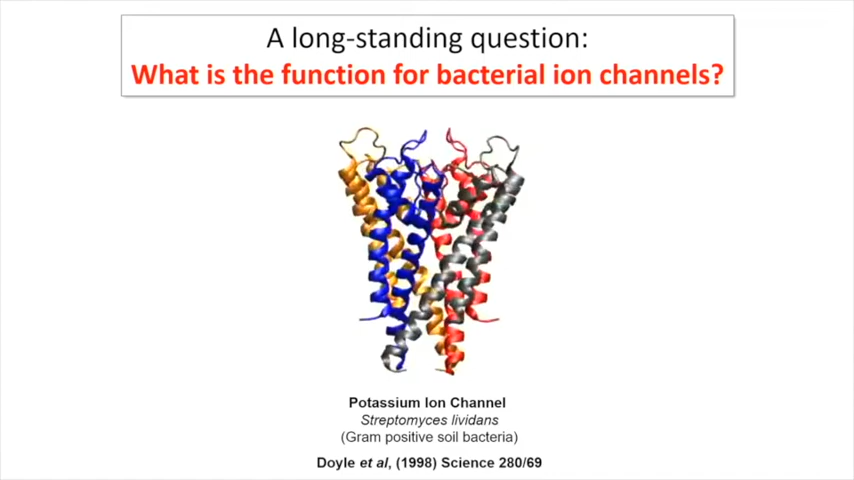 A long-standing question:
What is the function for bacterial ion channels?
Potassium Ion Channel
Streptomyces lividans
(Gram positive soil bacteria)
Doyle et al, (1998) Science 280/69